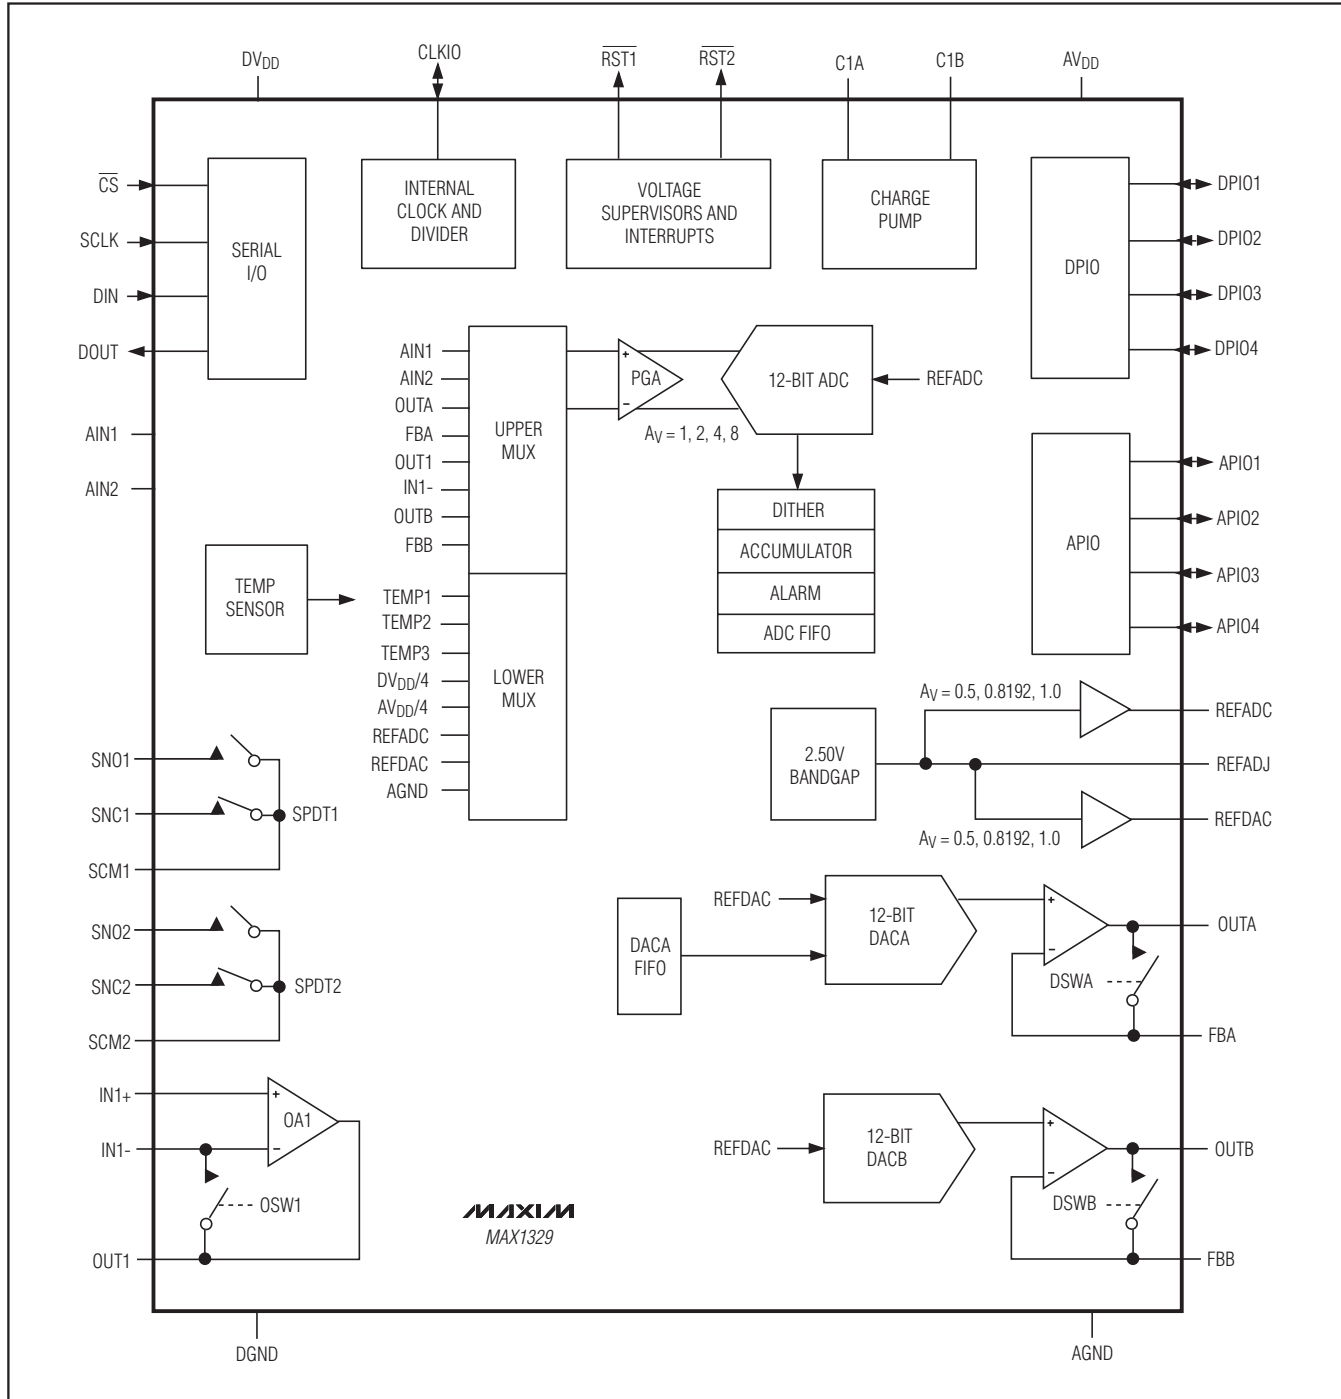 DVDD
CLKIO
RST1
RST2
C1A
C1B
AVDD
CS
SCLK
DIN
DOUT
AIN1
AIN2
SERIAL
I/O
INTERNAL
CLOCK AND
DIVIDER
VOLTAGE
SUPERVISORS AND
INTERRUPTS
CHARGE
PUMP
DPIO
DPIO1
DPIO2
DPIO3
DPIO4
AIN1
AIN2
OUTA
FBA
OUT1
IN1-
OUTB
FBB
UPPER
MUX
+
PGA
−
AV = 1, 2, 4, 8
12-BIT ADC
REFADC
DITHER
ACCUMULATOR
ALARM
ADC FIFO
APIO
APIO1
APIO2
APIO3
APIO4
TEMP
SENSOR
TEMP1
TEMP2
TEMP3
DVDD/4
AVDD/4
REFADC
REFDAC
AGND
LOWER
MUX
2.50V
BANDGAP
AV = 0.5, 0.8192, 1.0
REFADC
REFADJ
AV = 0.5, 0.8192, 1.0
REFDAC
SNO1
SNC1
SPDT1
SCM1
SNO2
SNC2
SPDT2
SCM2
DACA
FIFO
REFDAC
12-BIT
DACA
+
−
DSWA
OUTA
FBA
IN1+
IN1-
+
OA1
−
OSW1
OUT1
REFDAC
12-BIT
DACB
+
−
DSWB
OUTB
FBB
MAXIM
MAX1329
DGND
AGND